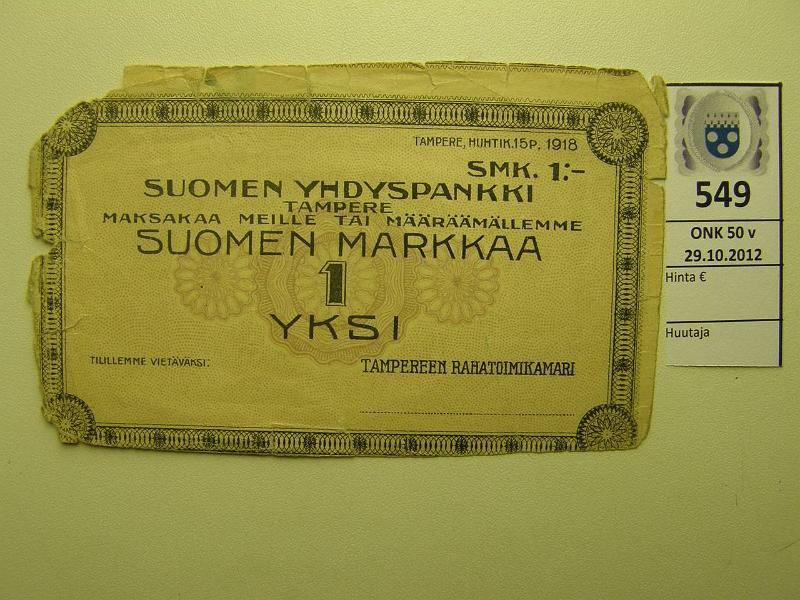 TAMPERE, HUHTIK.15P. 1918
SMK. 1:-
SUOMEN YHDYSPANKKI
TAMPERE
MAKSAKAA MEILLE TAI MÄÄRÄÄMÄLLEMME
SUOMEN MARKKAA
1
YKSI
TILILLEMME VIETÄVÄKSI:
TAMPEREEN RAHATOIMIKAMARI
549
ONK 50 v
29.10.2012
Hinta €
Huutaja